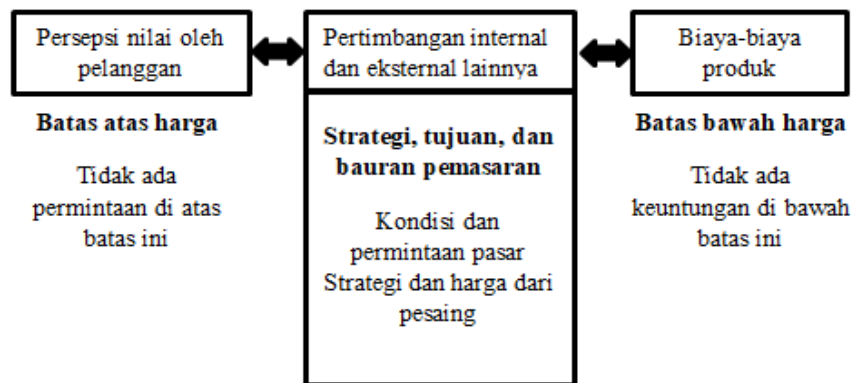 Persepsi nilai oleh
pelanggan
Batas atas harga
Tidak ada
permintaan di atas
batas ini
Pertimbangan internal
dan eksternal lainnya
Strategi, tujuan, dan
bauran pemasaran
Kondisi dan
permintaan pasar
Strategi dan harga dari
pesaing
Biaya-biaya
produk
Batas bawah harga
Tidak ada
keuntungan di bawah
batas ini